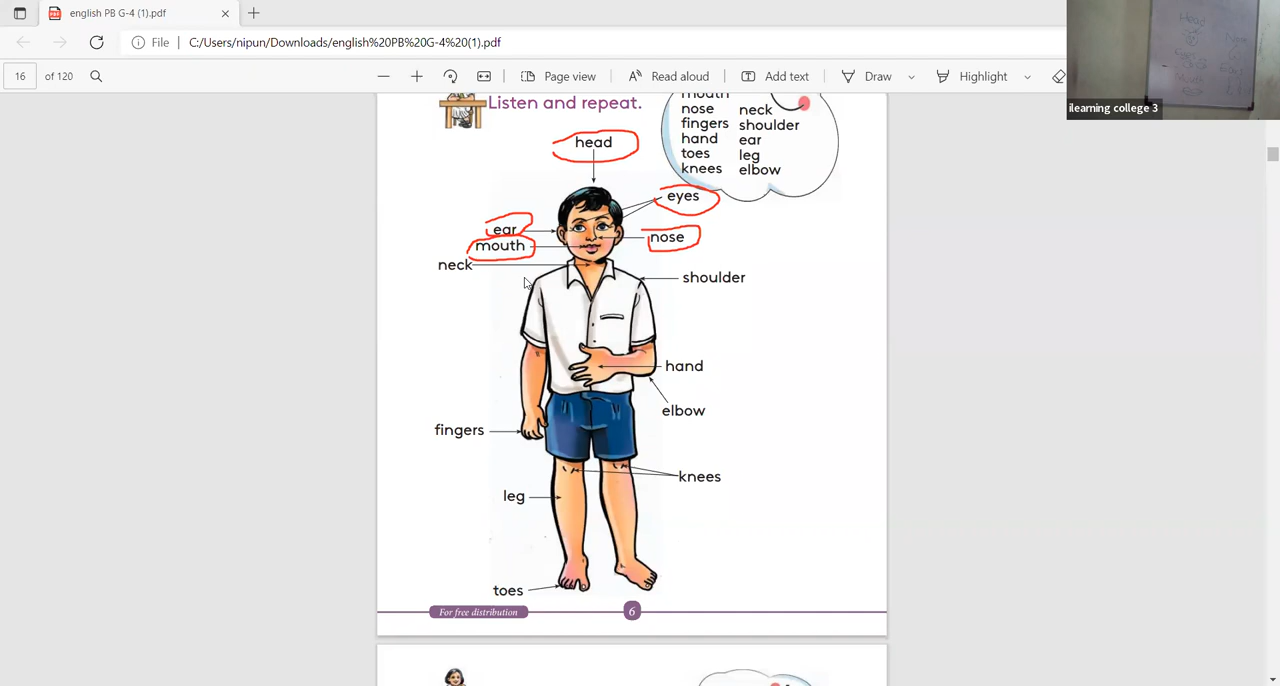 english PB G-4 (1).pdf
File
C:/Users/nipun/Downloads/english%20PB%20G-4%20(1).pdf
16 of 120
Page view
Read aloud
Add text
Draw
Highlight
ilearning college 3
Head
Listen and repeat.
mouth
nose neck
fingers shoulder
hand ear
toes leg
knees elbow
head
eyes
ear
nose
mouth
neck
shoulder
hand
elbow
fingers
knees
leg
toes
For free distribution
6